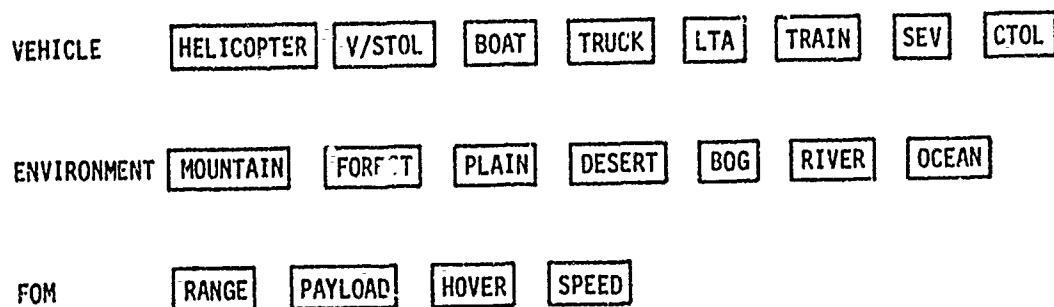 VEHICLE HELICOPTER V/STOL BOAT TRUCK LTA TRAIN SEV CTOL
ENVIRONMENT MOUNTAIN PLAIN DESERT BOG RIVER OCEAN
FOM RANGE PAYLOAD HOVER SPEED